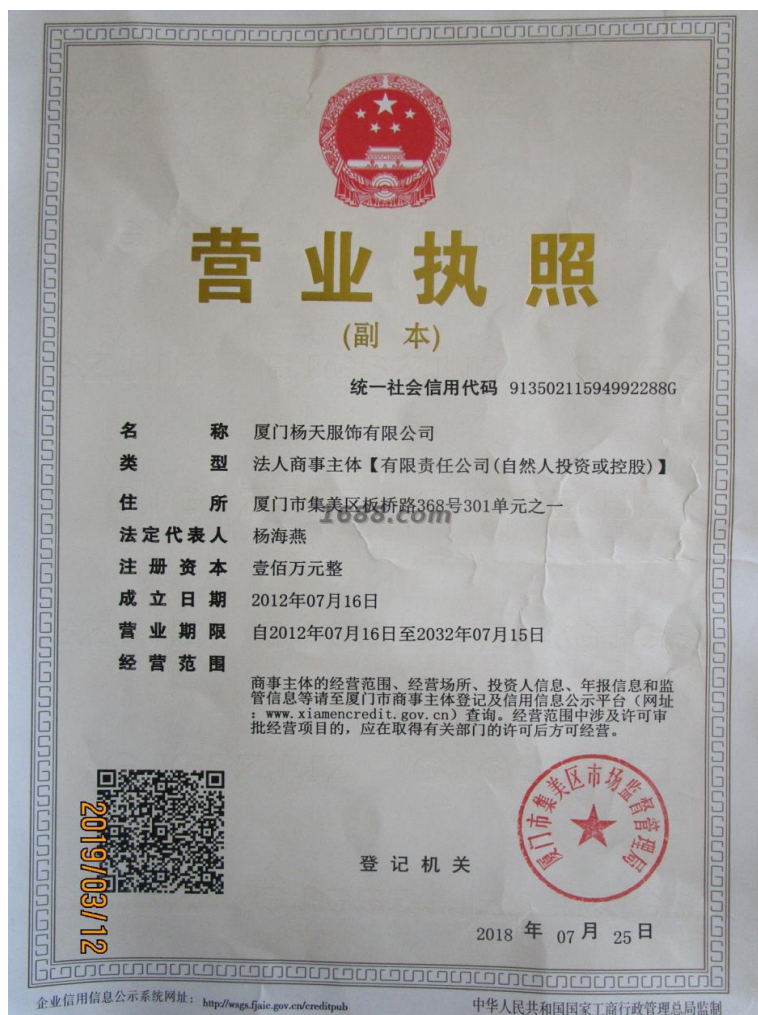 营业执照
(副 本)
统一社会信用代码 91350211594992288G
名 称 厦门杨天服饰有限公司
类 型 法人商事主体【有限责任公司(自然人投资或控股)】
住 所 厦门市集美区板桥路368号301单元之一
1688.com
法定代表人 杨海燕
注册资本 壹佰万元整
成立日期 2012年07月16日
营业期限 自2012年07月16日至2032年07月15日
经营范围
商事主体的经营范围、经营场所、投资人信息、年报信息和监
管信息等请至厦门市商事主体登记及信用信息公示平台（网址
：www.xiamencredit.gov.cn）查询。经营范围中涉及许可审
批经营项目的，应在取得有关部门的许可后方可经营。
厦门市集美区市场监督管理局
登记机关
2018 年 07 月 25 日
2019/03/12
企业信用信息公示系统网址： http://wsgs.fjaic.gov.cn/creditpub
中华人民共和国国家工商行政管理总局监制